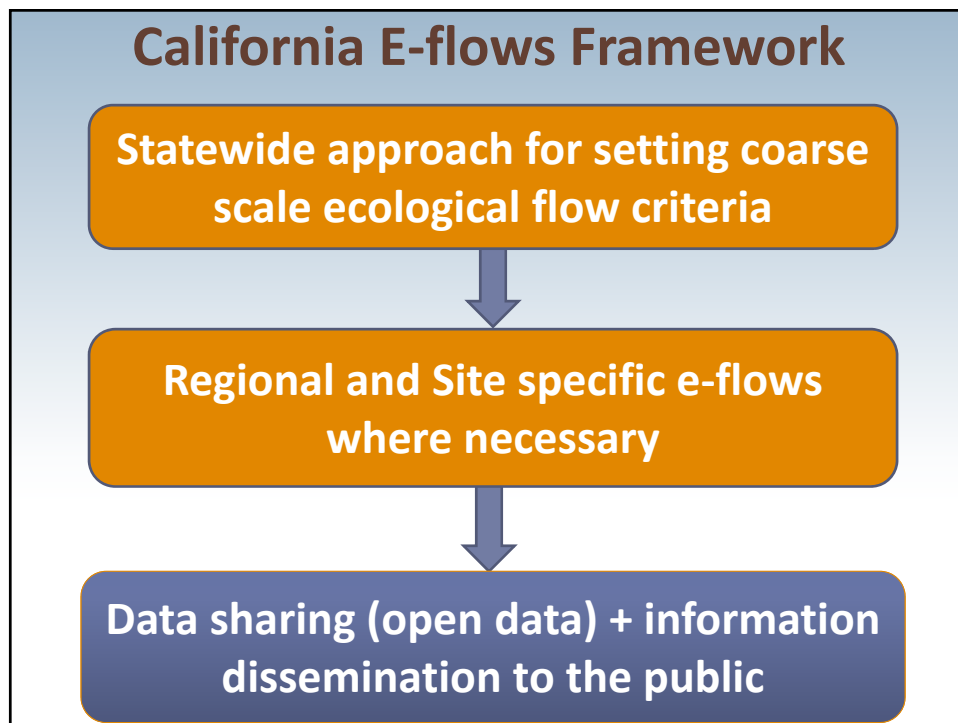 California E-flows Framework
Statewide approach for setting coarse
scale ecological flow criteria
Regional and Site specific e-flows
where necessary
Data sharing (open data) + information
dissemination to the public